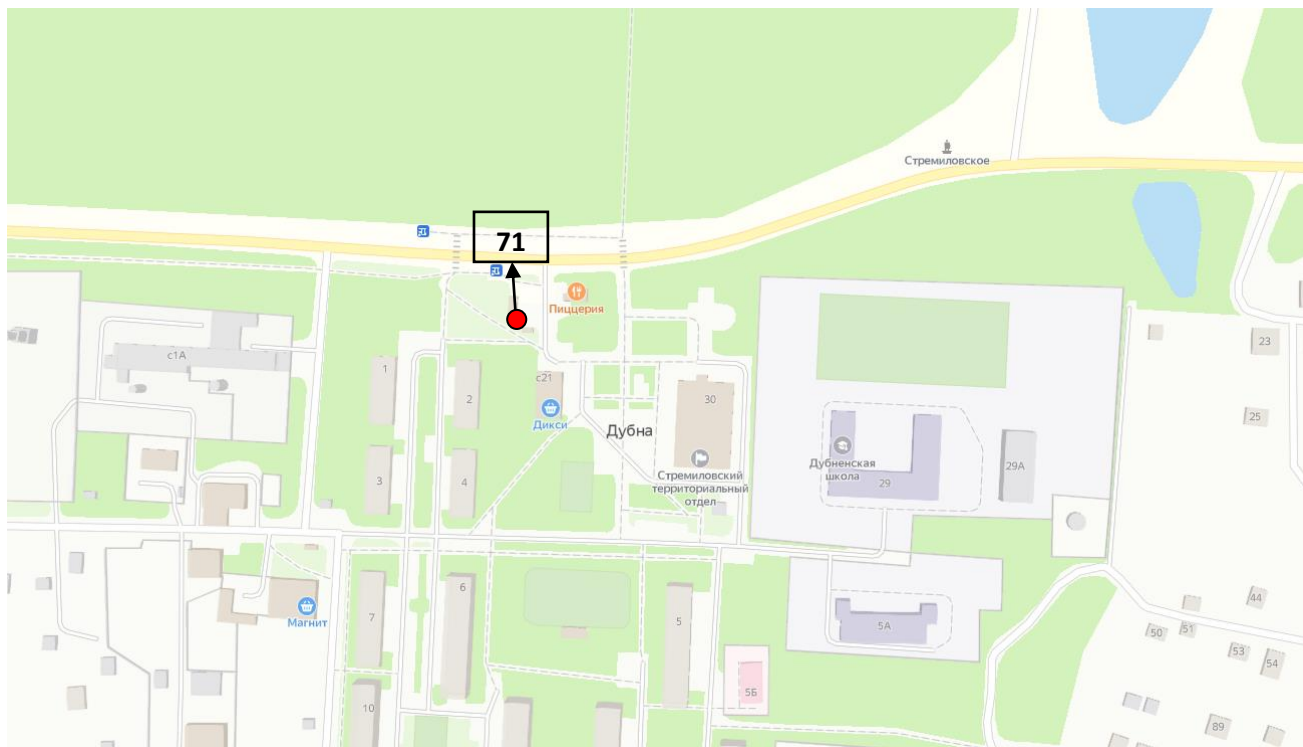 Стремиловское
71
Пиццерия
23
с1А
1
с21
2
30
25
Дикси
Дубна
Дубненская
школа
29А
3
4
Стремиловский
территориальный
отдел
29
6
7
Магнит
5
5А
44
50
51
53
54
5Б
10
89